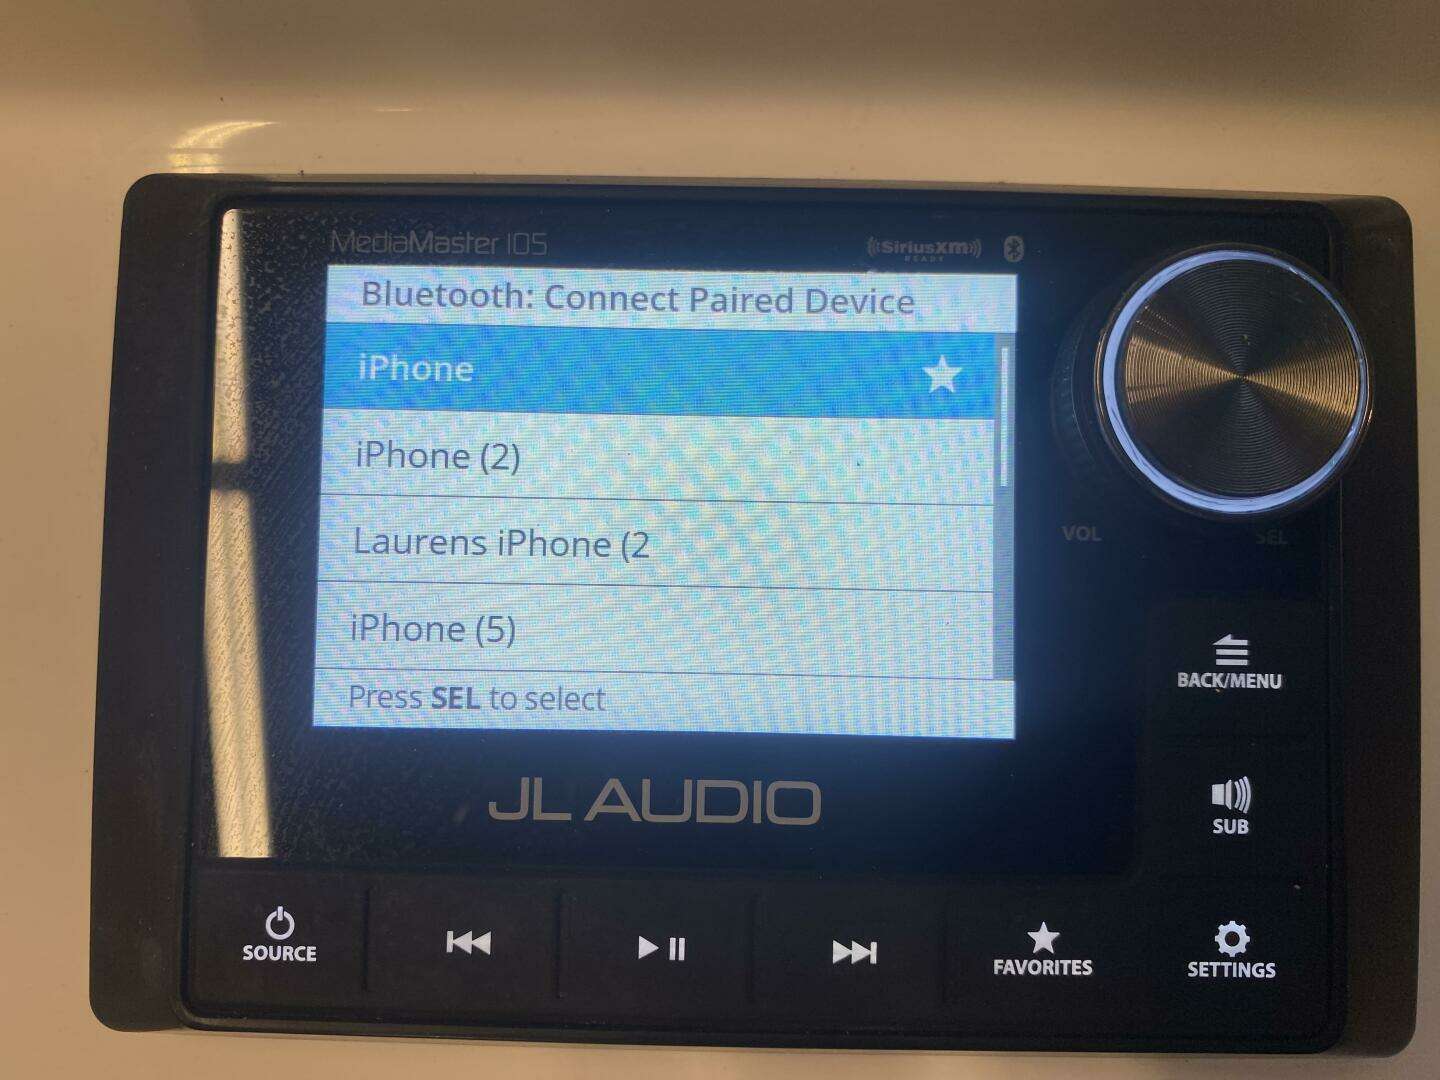 MediaMaster 105
SiriusXM
READY
Bluetooth: Connect Paired Device
iPhone
iPhone (2)
Laurens iPhone (2
iPhone (5)
Press SEL to select
VOL
SEL
BACK/MENU
JL AUDIO
SUB
SOURCE
FAVORITES
SETTINGS